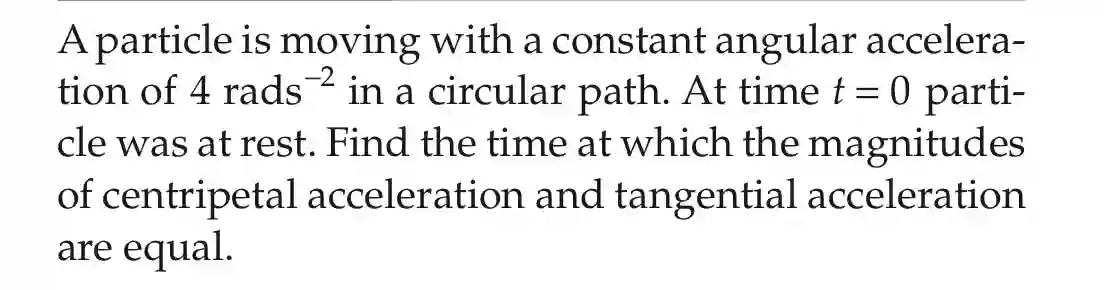 A particle is moving with a constant angular accelera-
tion of 4 rads⁻² in a circular path. At time t = 0 parti-
cle was at rest. Find the time at which the magnitudes
of centripetal acceleration and tangential acceleration
are equal.